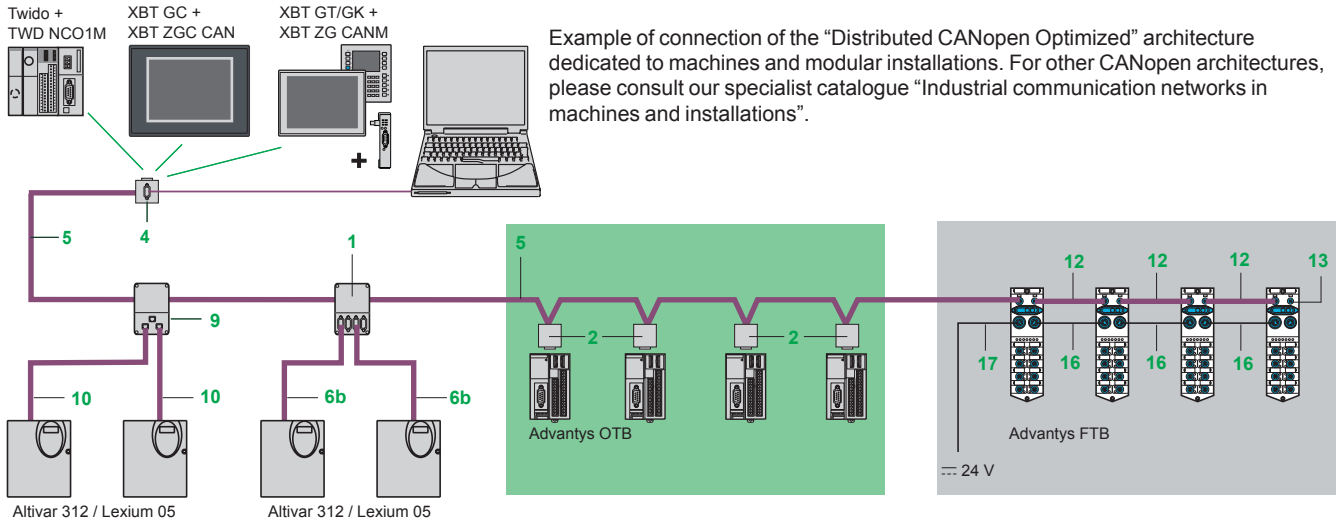 Twido +
TWD NCO1M
XBT GC +
XBT ZGC CAN
XBT GT/GK +
XBT ZG CANM
Example of connection of the “Distributed CANopen Optimized” architecture
dedicated to machines and modular installations. For other CANopen architectures,
please consult our specialist catalogue “Industrial communication networks in
machines and installations”.
+
5
4
1
5
12
12
12
13
9
2
2
17
16
16
16
10
10
6b
6b
Advantys OTB
Advantys FTB
24 V
Altivar 312 / Lexium 05
Altivar 312 / Lexium 05